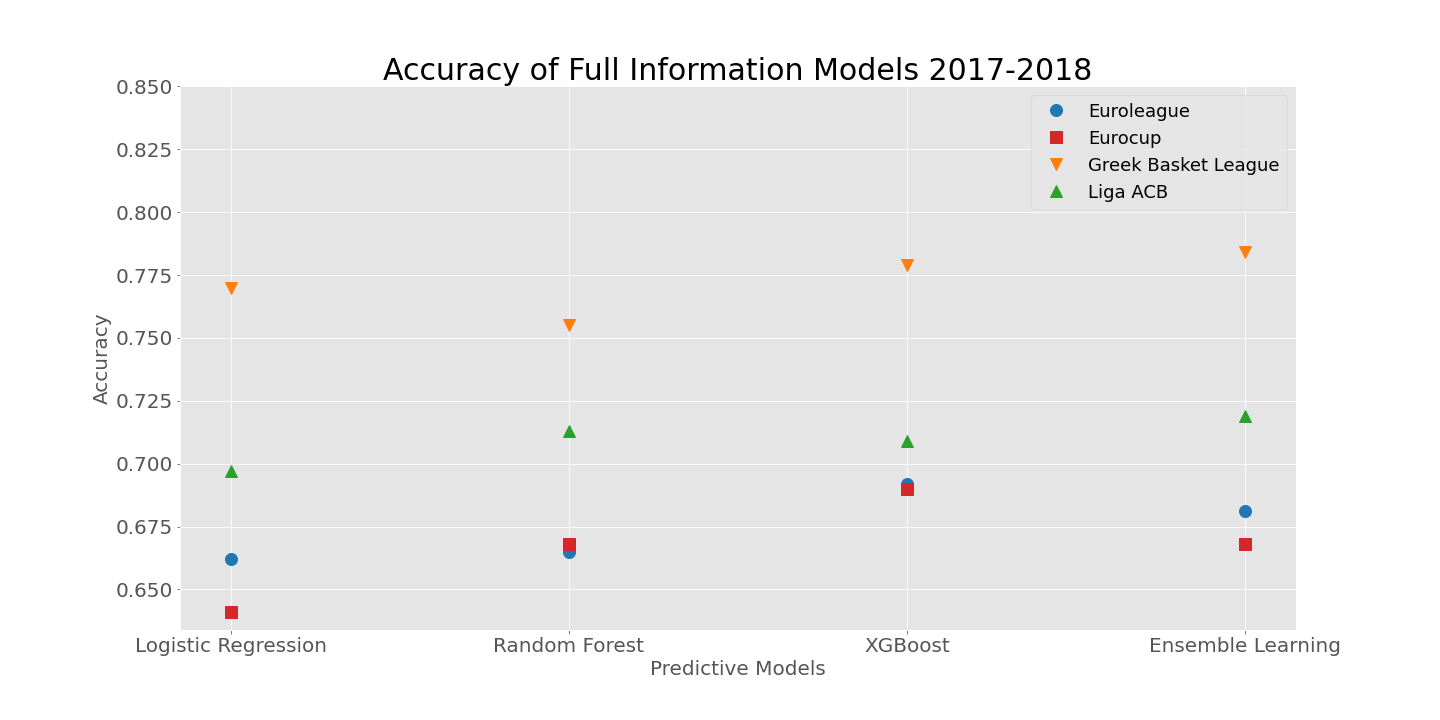 Accuracy of Full Information Models 2017-2018
Euroleague
Eurocup
Greek Basket League
Liga ACB
Accuracy
0.850
0.825
0.800
0.775
0.750
0.725
0.700
0.675
0.650
Logistic Regression
Random Forest
XGBoost
Ensemble Learning
Predictive Models